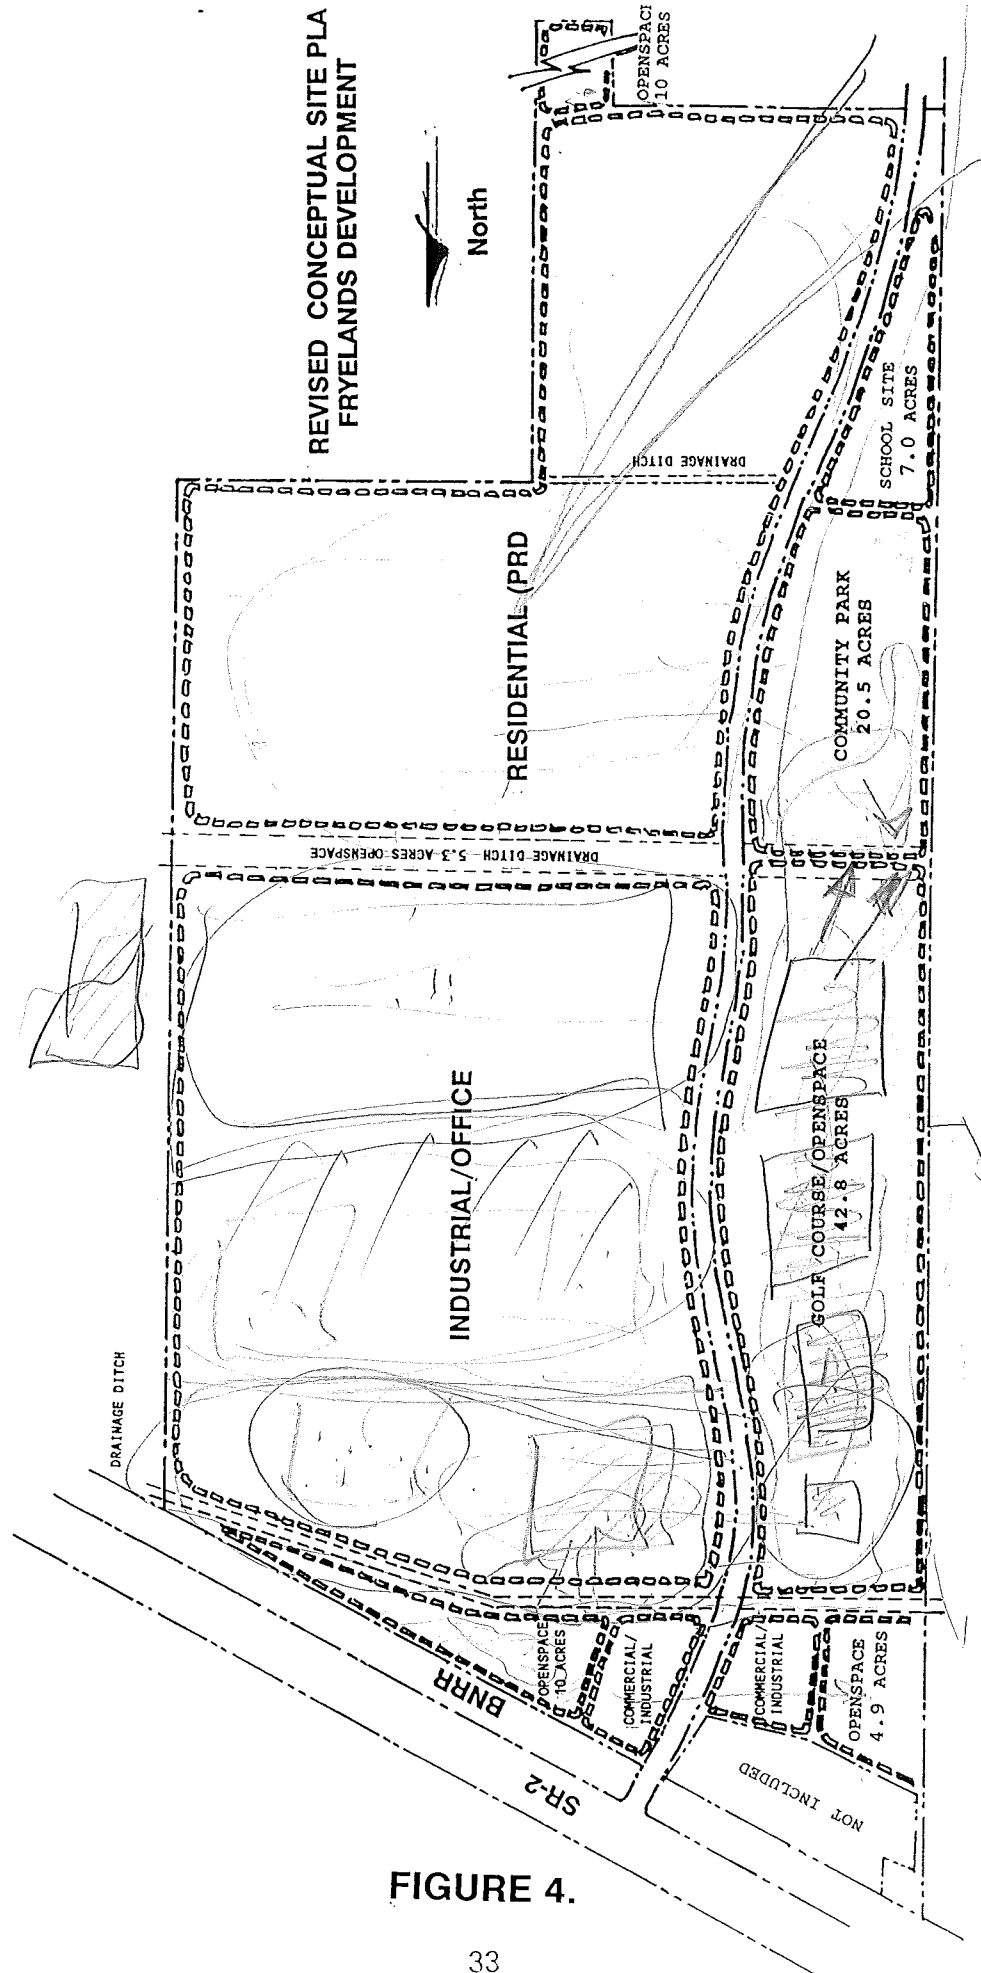 REVISED CONCEPTUAL SITE PLA
FRYELANDS DEVELOPMENT
North
OPENSPACE
10 ACRES
DRAINAGE DITCH
SCHOOL SITE
7.0 ACRES
RESIDENTIAL (PRD
COMMUNITY PARK
20.5 ACRES
DRAINAGE DITCH 5.3 ACRES OPENSPACE
INDUSTRIAL/OFFICE
GOLF COURSE/OPENSPACE
42.8 ACRES
DRAINAGE DITCH
BNRR
SR-2
OPENSPACE
10 ACRES
COMMERCIAL/
INDUSTRIAL
COMMERCIAL/
INDUSTRIAL
OPENSPACE
4.9 ACRES
NOT INCLUDED
FIGURE 4.
33